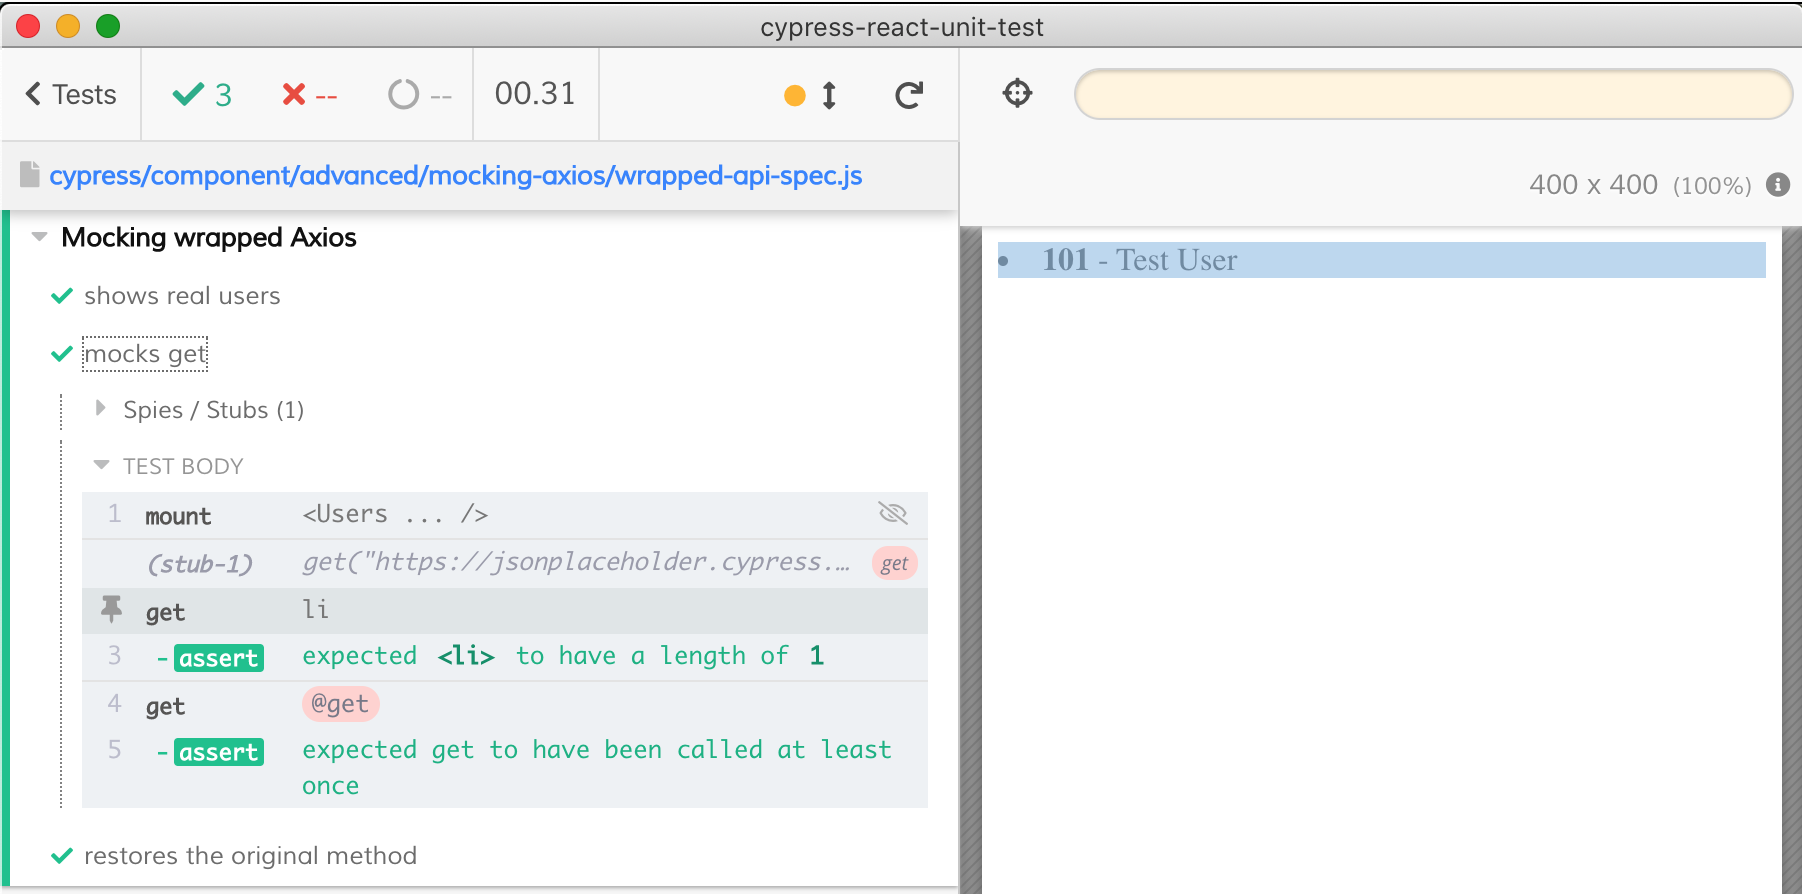 cypress-react-unit-test
Tests
3
--
--
00.31
cypress/component/advanced/mocking-axios/wrapped-api-spec.js
400 x 400 (100%)
Mocking wrapped Axios
shows real users
mocks get
Spies / Stubs (1)
TEST BODY
1 mount <Users ... />
(stub-1) get("https://jsonplaceholder.cypress.… get
get li
3 -assert expected <li> to have a length of 1
4 get @get
5 -assert expected get to have been called at least
once
restores the original method
• 101 - Test User